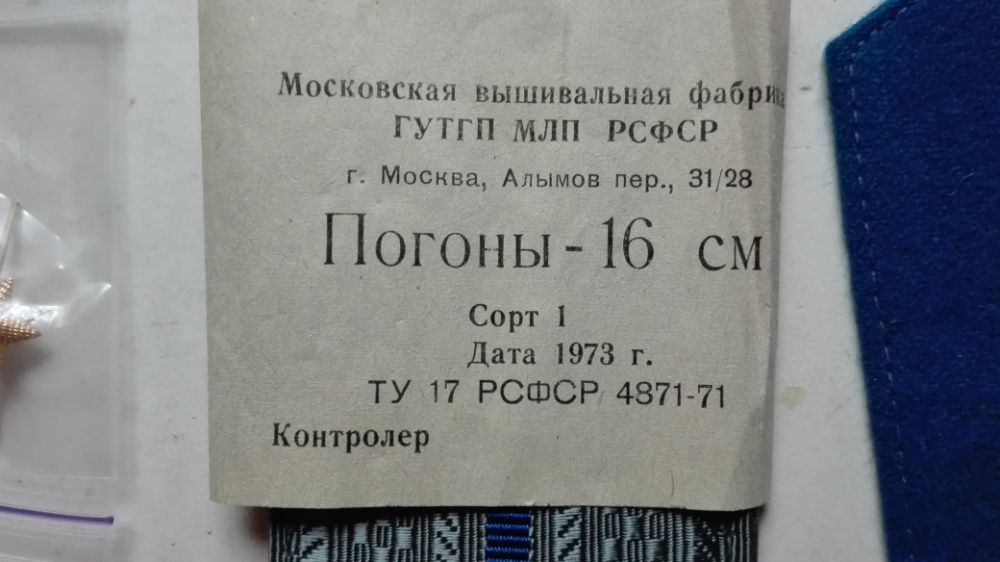 Московская вышивальная фабрика
ГУТГП МЛП РСФСР
г. Москва, Алымов пер., 31/28
Погоны - 16 см
Сорт 1
Дата 1973 г.
ТУ 17 РСФСР 4871-71
Контролер